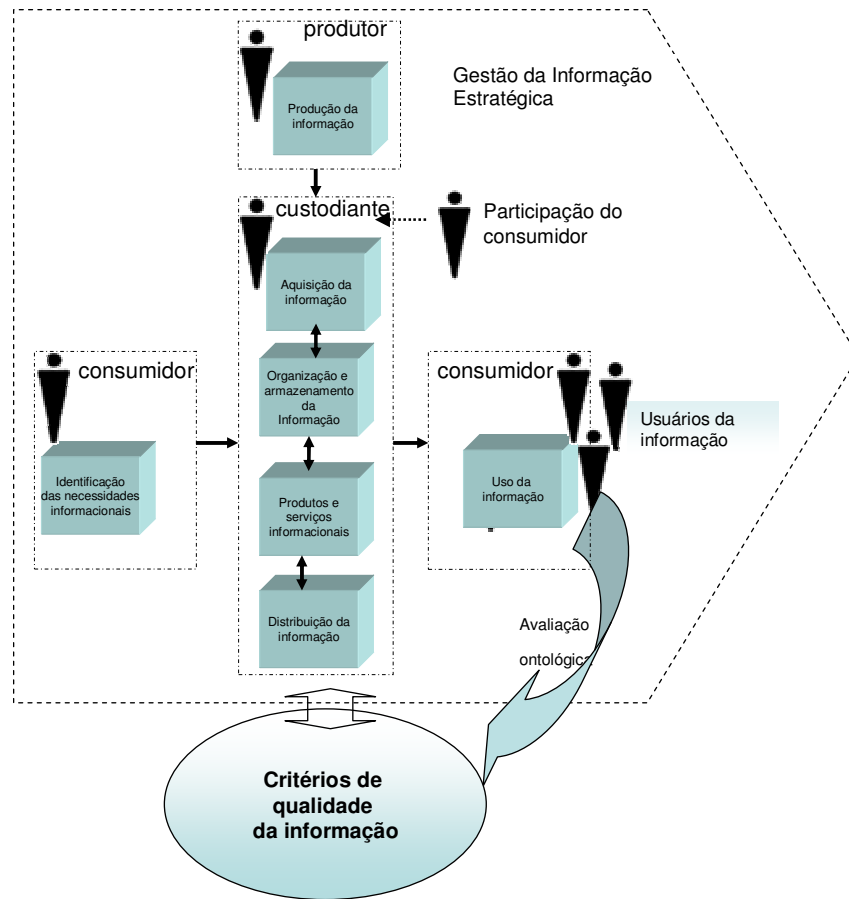 produtor
Produção da
informação
Gestão da Informação
Estratégica
custodiante
Participação do
consumidor
Aquisição da
informação
consumidor
Identificação
das necessidades
informacionais
Organização e
armazenamento
da
Informação
Produtos e
serviços
informacionais
Distribuição da
informação
consumidor
Uso da
informação
Usuários da
informação
Avaliação
ontológica
Critérios de
qualidade
da informação